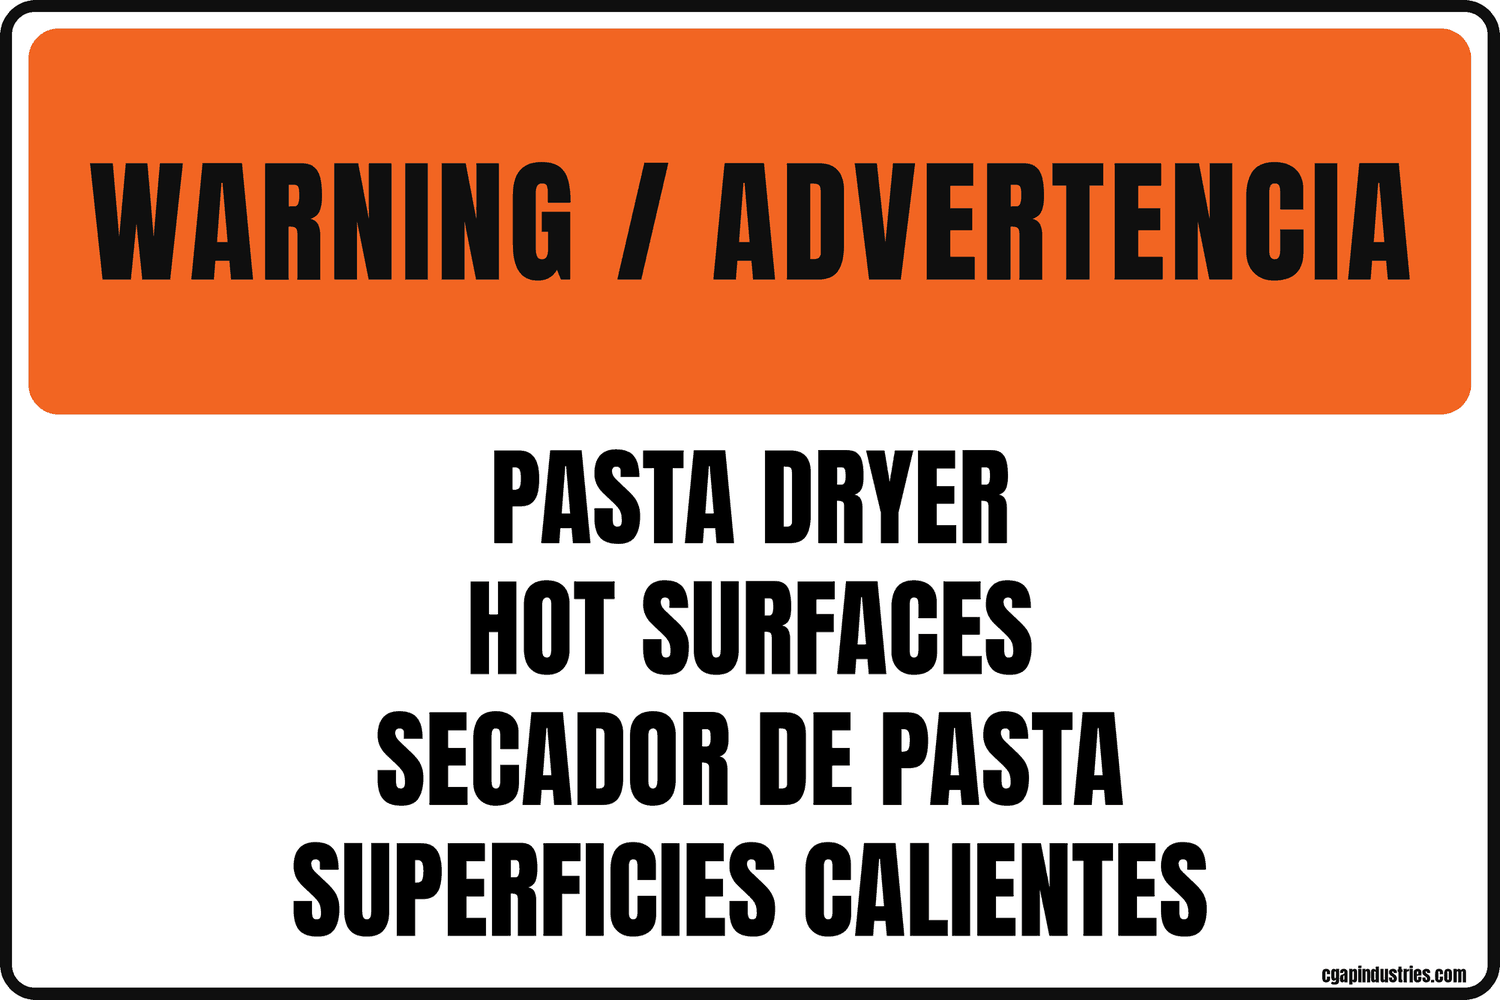 WARNING / ADVERTENCIA
PASTA DRYER
HOT SURFACES
SECADOR DE PASTA
SUPERFICIES CALIENTES
cgapindustries.com